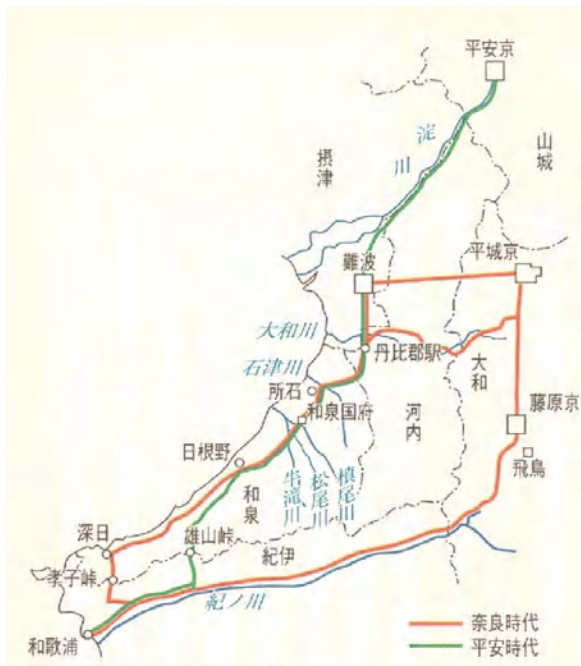 平安京
淀川
摂津
山城
難波
平城京
大和川
丹比郡駅
石津川
大和
所石
和泉国府
河内
藤原京
飛鳥
日根野
牛滝川
松尾川
槙尾川
和泉
深日
雄山峠
紀伊
孝子峠
紀ノ川
和歌浦
奈良時代
平安時代